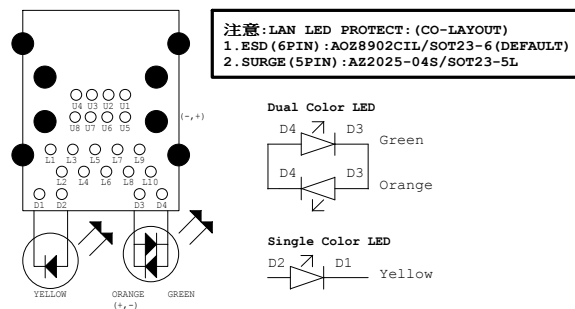 注意:LAN LED PROTECT:(CO-LAYOUT)
1.ESD(6PIN):AOZ8902CIL/SOT23-6(DEFAULT)
2.SURGE(5PIN):AZ2025-04S/SOT23-5L
U4 U3 U2 U1
U8 U7 U6 U5
(-,+)
L1 L3 L5 L7 L9
L2 L4 L6 L8 L10
D1 D2 D3 D4
YELLOW
ORANGE GREEN
(+,-)
Dual Color LED
D4 D3
Green
D4 D3
Orange
Single Color LED
D2 D1
Yellow